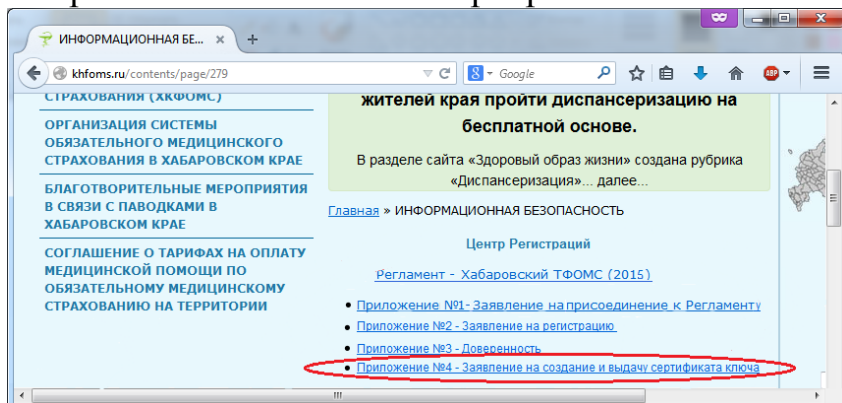 ИНФОРМАЦИОННАЯ БЕ... × +
khfoms.ru/contents/page/279
8 Google
ABP
СТРАХОВАНИЯ (ХКФОМС)
ОРГАНИЗАЦИЯ СИСТЕМЫ
ОБЯЗАТЕЛЬНОГО МЕДИЦИНСКОГО
СТРАХОВАНИЯ В ХАБАРОВСКОМ КРАЕ
БЛАГОТВОРИТЕЛЬНЫЕ МЕРОПРИЯТИЯ
В СВЯЗИ С ПАВОДКАМИ В
ХАБАРОВСКОМ КРАЕ
СОГЛАШЕНИЕ О ТАРИФАХ НА ОПЛАТУ
МЕДИЦИНСКОЙ ПОМОЩИ ПО
ОБЯЗАТЕЛЬНОМУ МЕДИЦИНСКОМУ
СТРАХОВАНИЮ НА ТЕРРИТОРИИ
жителей края пройти диспансеризацию на
бесплатной основе.
В разделе сайта «Здоровый образ жизни» создана рубрика
«Диспансеризация»... далее...
Главная » ИНФОРМАЦИОННАЯ БЕЗОПАСНОСТЬ
Центр Регистраций
Регламент - Хабаровский ТФОМС (2015)
• Приложение №1- Заявление на присоединение к Регламенту
• Приложение №2 - Заявление на регистрацию
• Приложение №3 - Доверенность
• Приложение №4 - Заявление на создание и выдачу сертификата ключа